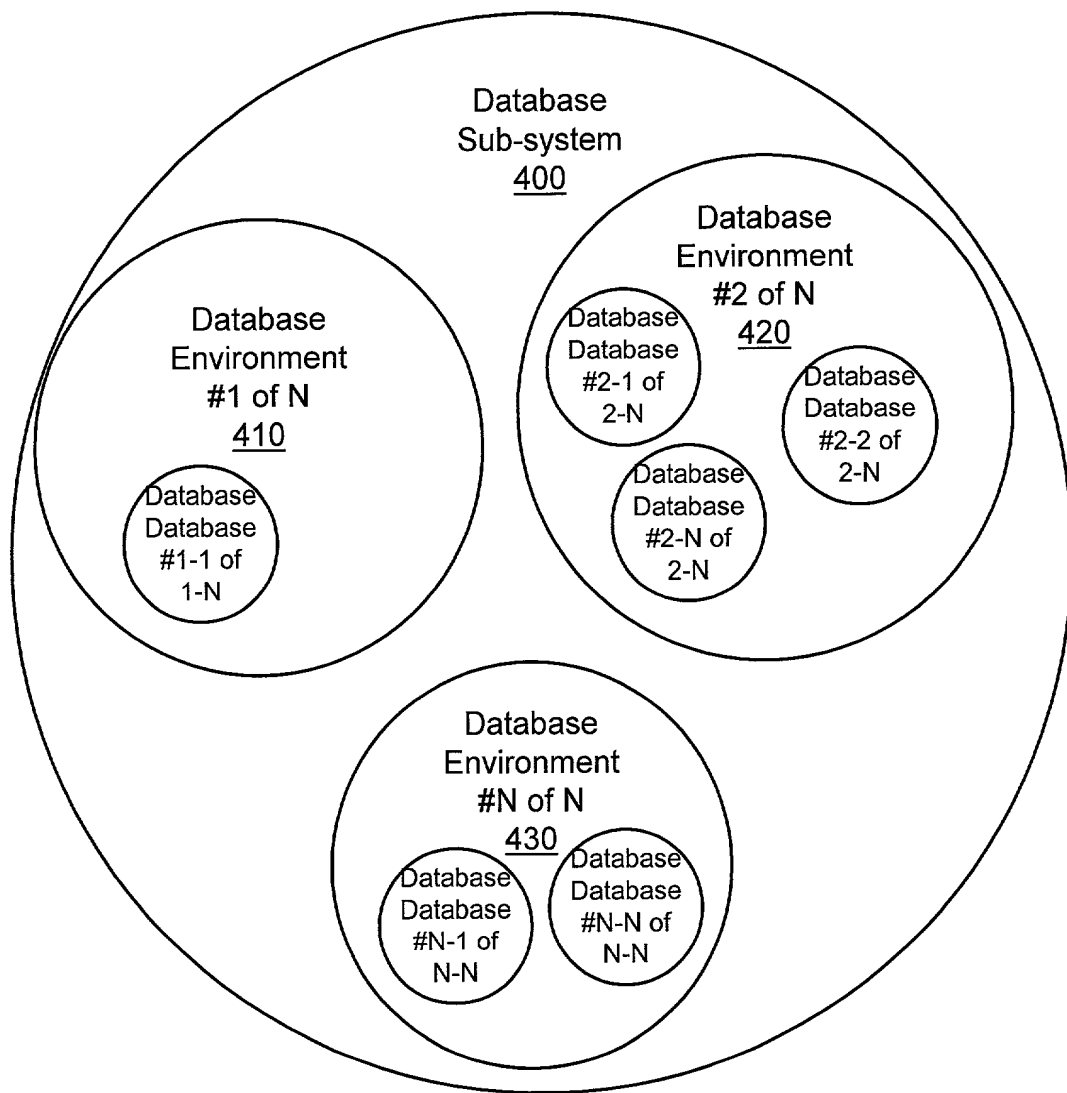 Database
Sub-system
400
Database
Environment
#1 of N
410
Database
Database
#1-1 of
1-N
Database
Environment
#2 of N
420
Database
Database
#2-1 of
2-N
Database
Database
#2-2 of
2-N
Database
Database
#2-N of
2-N
Database
Environment
#N of N
430
Database
Database
#N-1 of
N-N
Database
Database
#N-N of
N-N